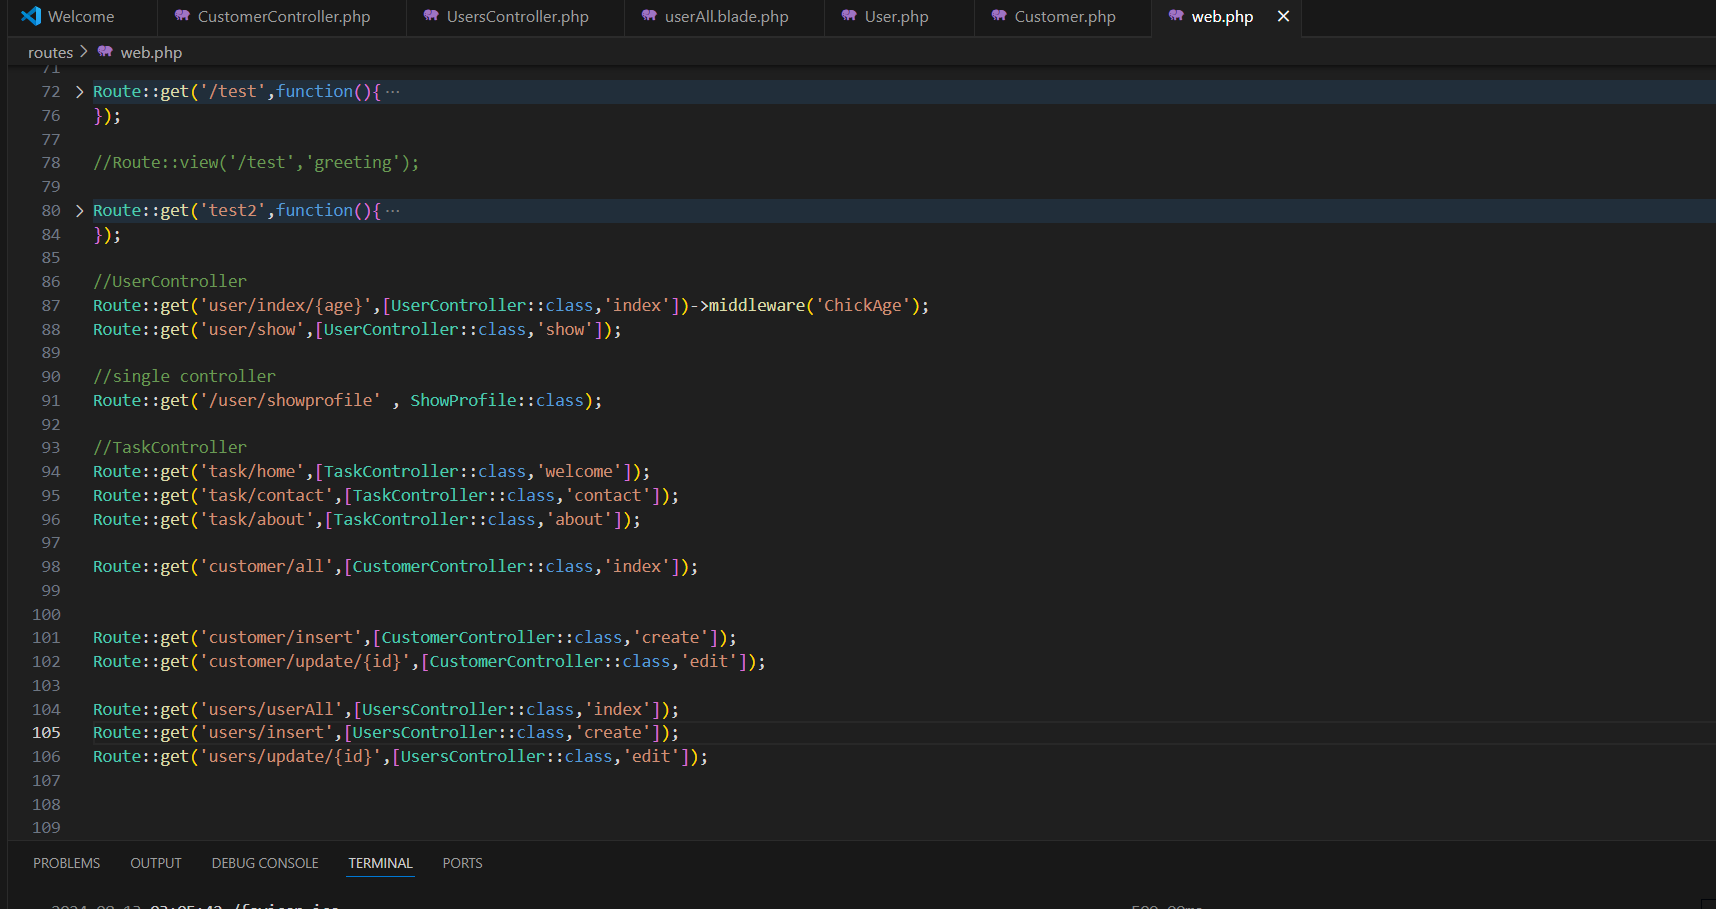 Welcome CustomerController.php UsersController.php userAll.blade.php User.php Customer.php web.php ×
routes > web.php
71
72 > Route::get('/test',function(){ ···
76 });
77
78 //Route::view('/test','greeting');
79
80 > Route::get('test2',function(){ ···
84 });
85
86 //UserController
87 Route::get('user/index/{age}',[UserController::class,'index'])->middleware('ChickAge');
88 Route::get('user/show',[UserController::class,'show']);
89
90 //single controller
91 Route::get('/user/showprofile' , ShowProfile::class);
92
93 //TaskController
94 Route::get('task/home',[TaskController::class,'welcome']);
95 Route::get('task/contact',[TaskController::class,'contact']);
96 Route::get('task/about',[TaskController::class,'about']);
97
98 Route::get('customer/all',[CustomerController::class,'index']);
99
100
101 Route::get('customer/insert',[CustomerController::class,'create']);
102 Route::get('customer/update/{id}',[CustomerController::class,'edit']);
103
104 Route::get('users/userAll',[UsersController::class,'index']);
105 Route::get('users/insert',[UsersController::class,'create']);
106 Route::get('users/update/{id}',[UsersController::class,'edit']);
107
108
109
PROBLEMS OUTPUT DEBUG CONSOLE TERMINAL PORTS